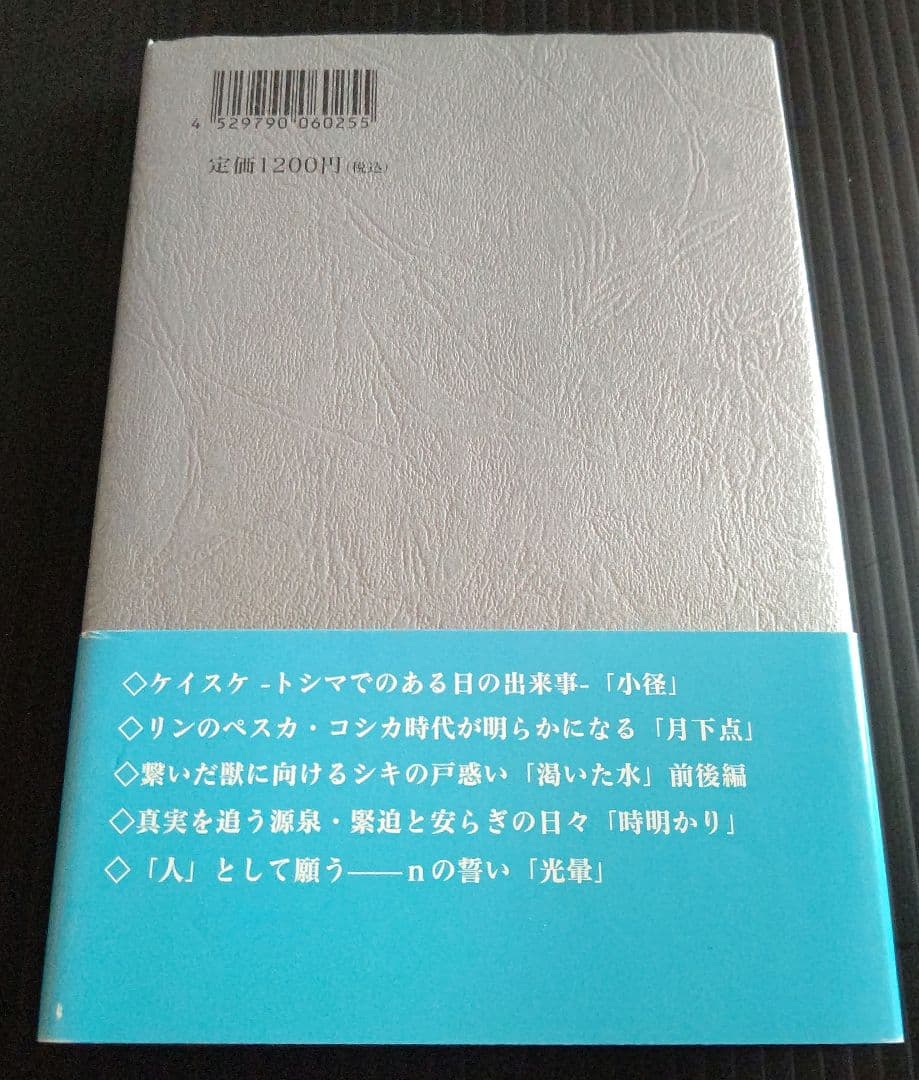 4 529790 060255
定価1200円(税込)
◇ケイスケ -トシマでのある日の出来事-「小径」
◇リンのペスカ・コシカ時代が明らかになる「月下点」
◇繋いだ獣に向けるシキの戸惑い「渇いた水」前後編
◇真実を追う源泉・緊迫と安らぎの日々「時明かり」
◇「人」として願う――nの誓い「光暈」